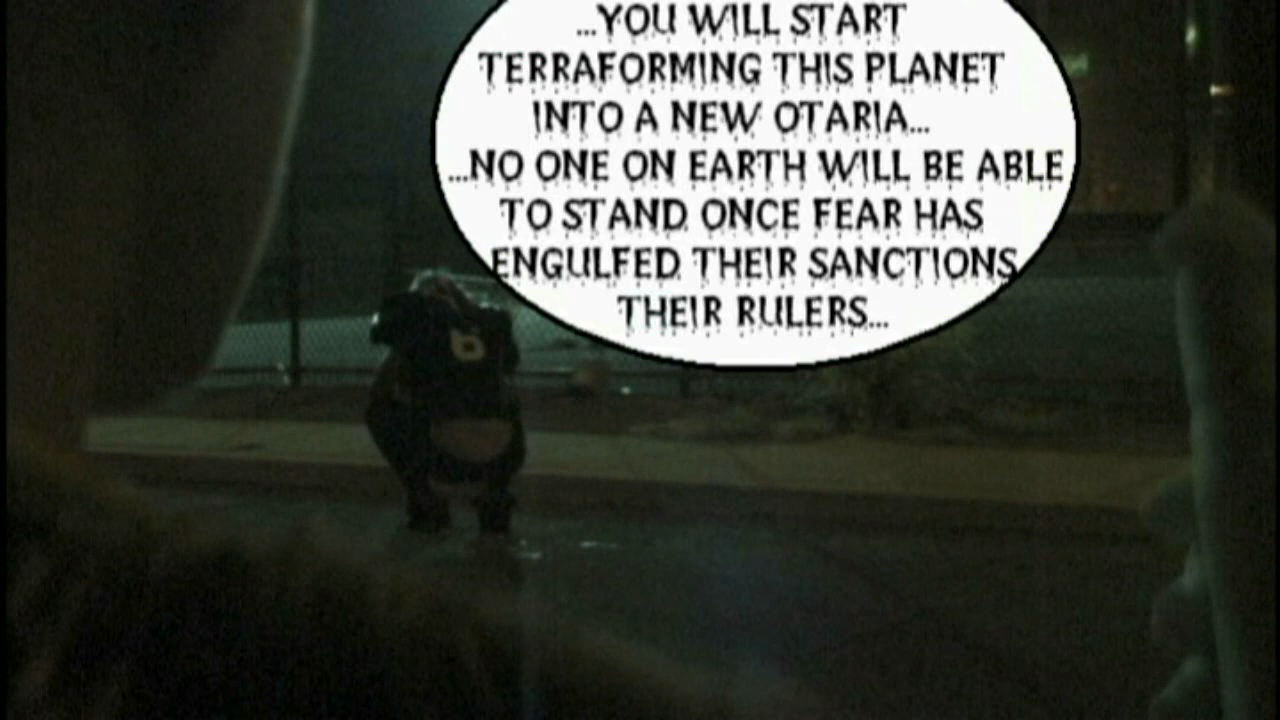 ...YOU WILL START
TERRAFORMING THIS PLANET
INTO A NEW OTARIA...
...NO ONE ON EARTH WILL BE ABLE
TO STAND ONCE FEAR HAS
ENGULFED THEIR SANCTIONS
THEIR RULERS...
6